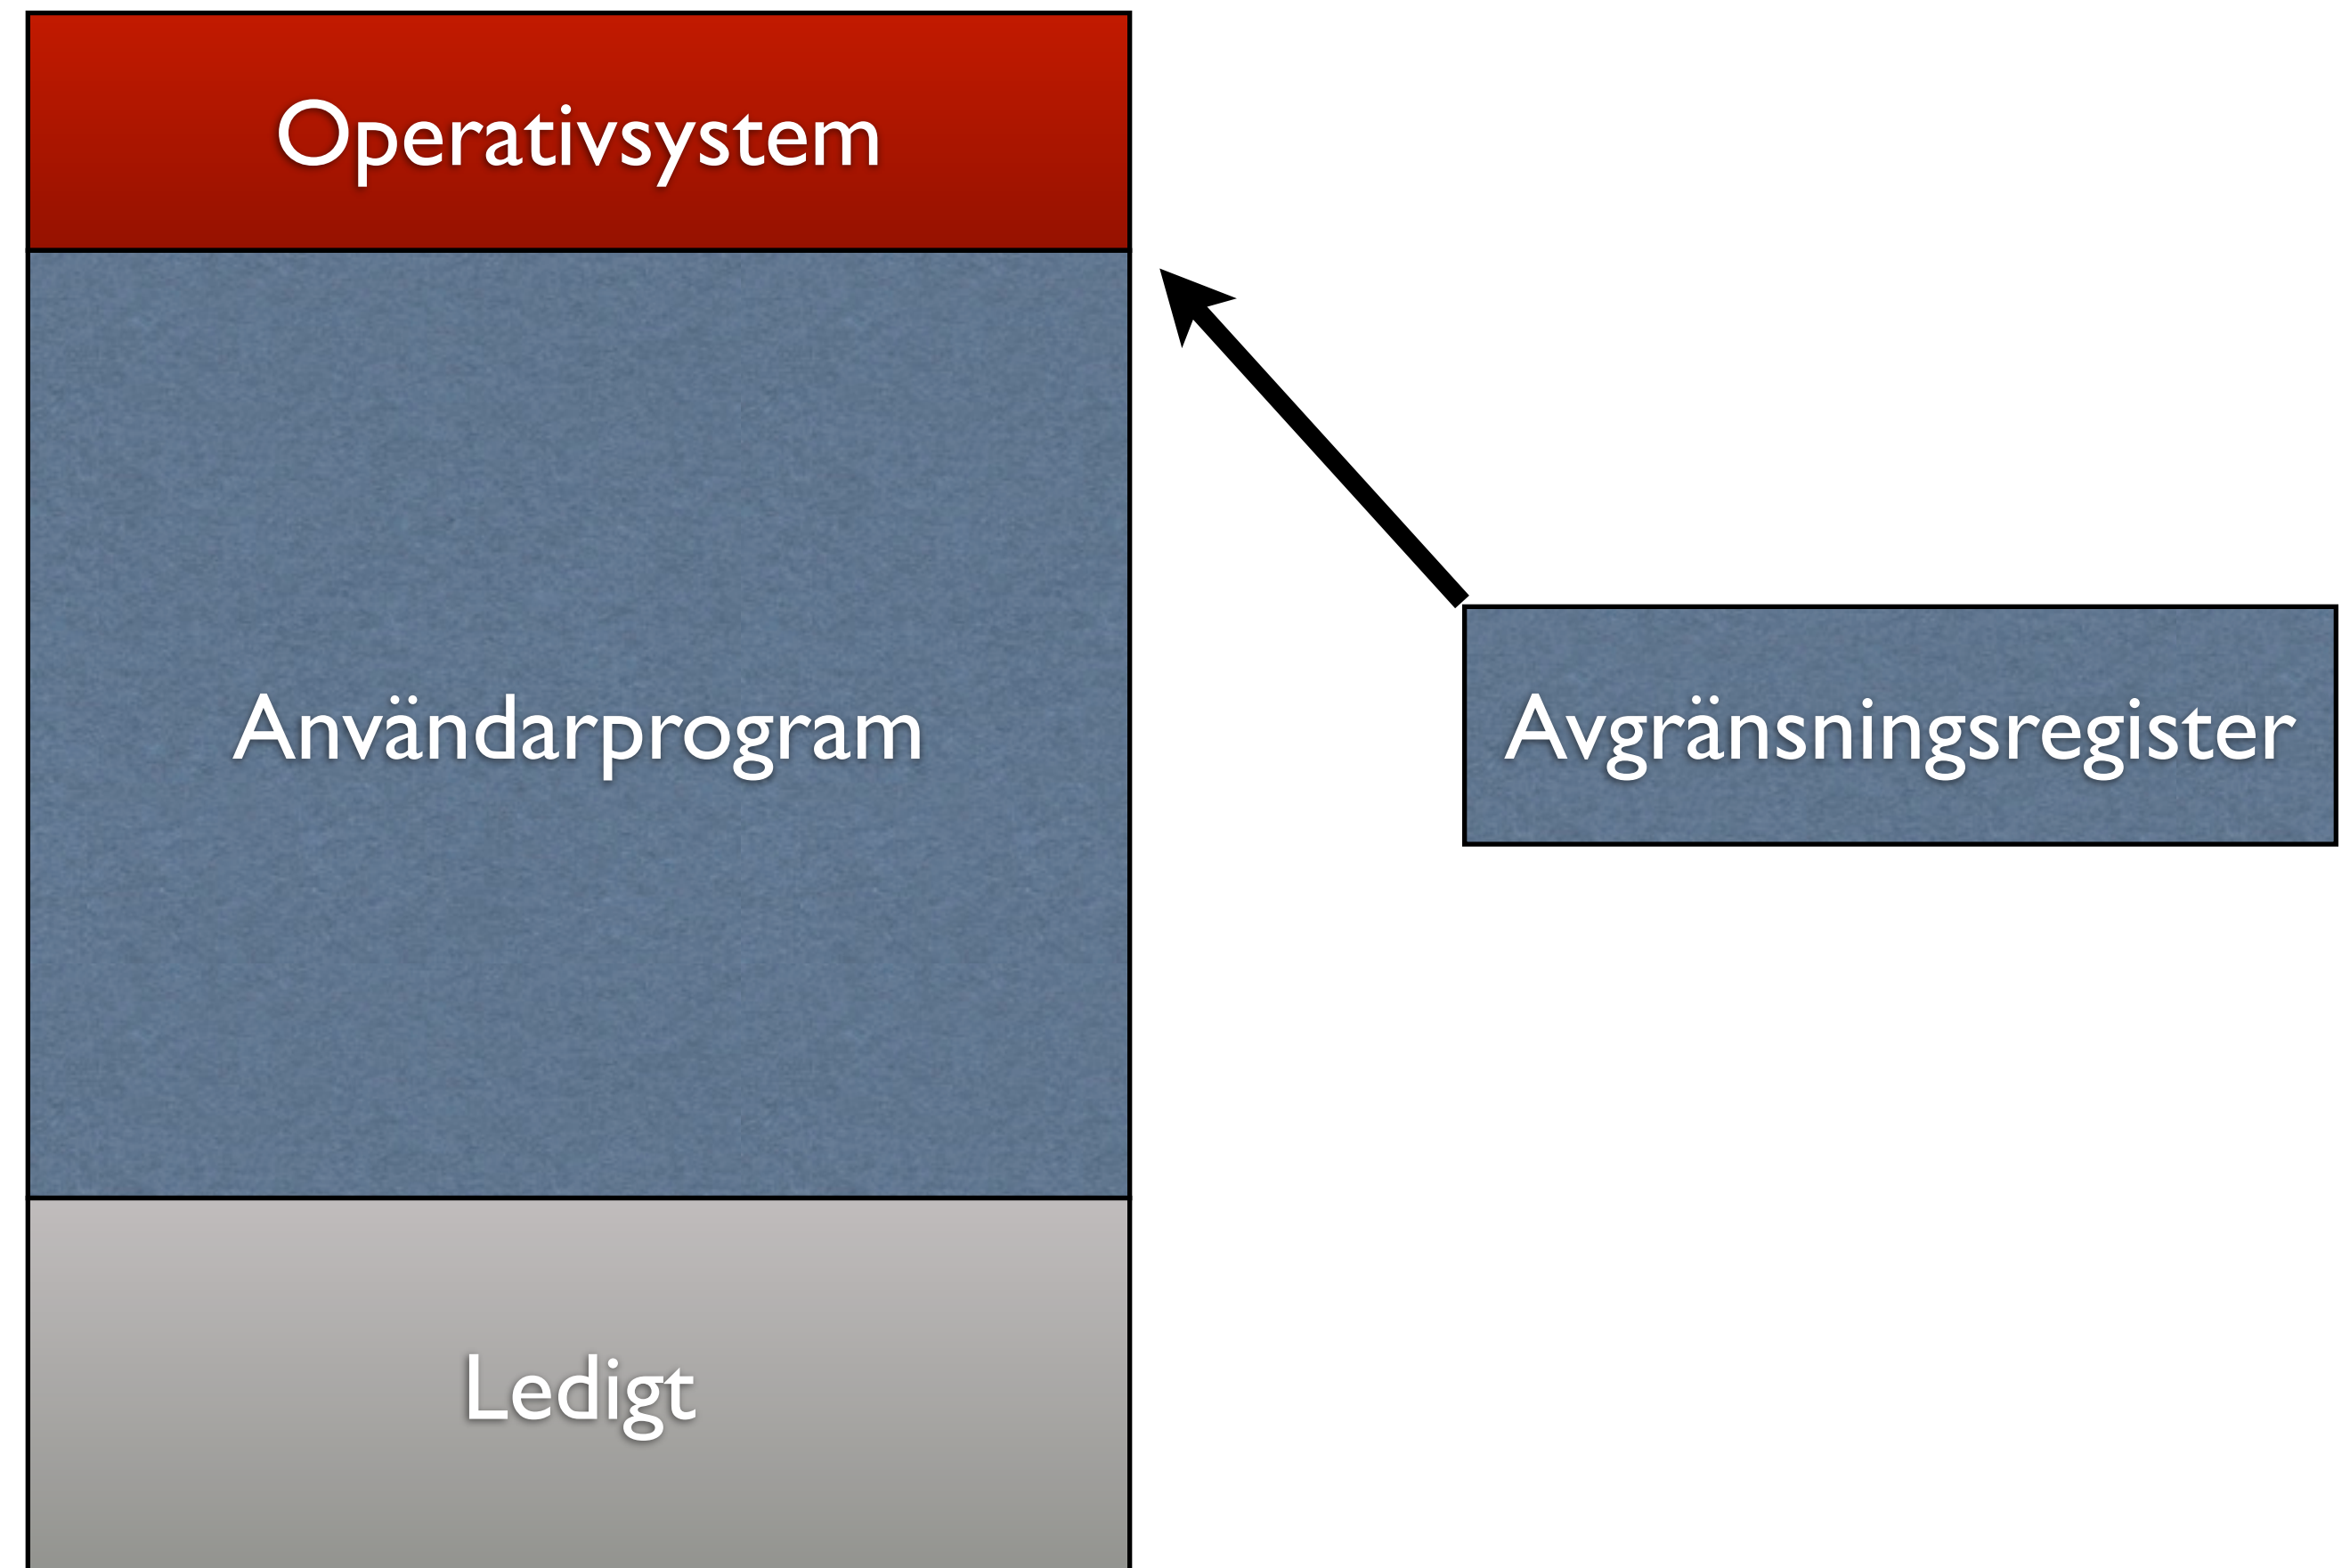 Operativsystem
Användarprogram
Avgränsningsregister
Ledigt